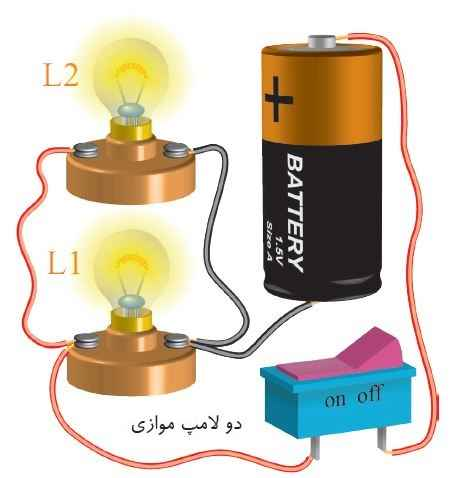 L2
+
BATTERY
1.5V
Size A
L1
on off
دو لامپ موازی